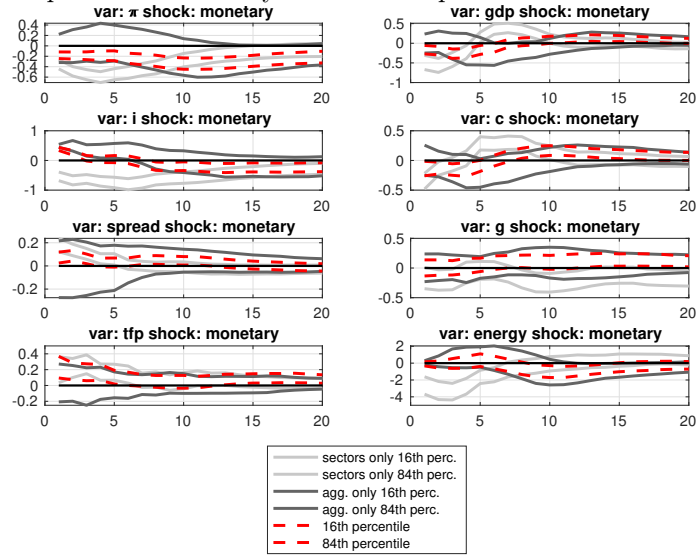 var: π shock: monetary
0.4
0.2
0
-0.2
-0.4
-0.6
0 5 10 15 20
var: gdp shock: monetary
0.5
0
-0.5
-1
0 5 10 15 20
var: i shock: monetary
1
0
-1
0 5 10 15 20
var: c shock: monetary
0.5
0
-0.5
0 5 10 15 20
var: spread shock: monetary
0.2
0
-0.2
0 5 10 15 20
var: g shock: monetary
0.5
0
-0.5
0 5 10 15 20
var: tfp shock: monetary
0.4
0.2
0
-0.2
0 5 10 15 20
var: energy shock: monetary
2
0
-2
-4
0 5 10 15 20
sectors only 16th perc.
sectors only 84th perc.
agg. only 16th perc.
agg. only 84th perc.
16th percentile
84th percentile